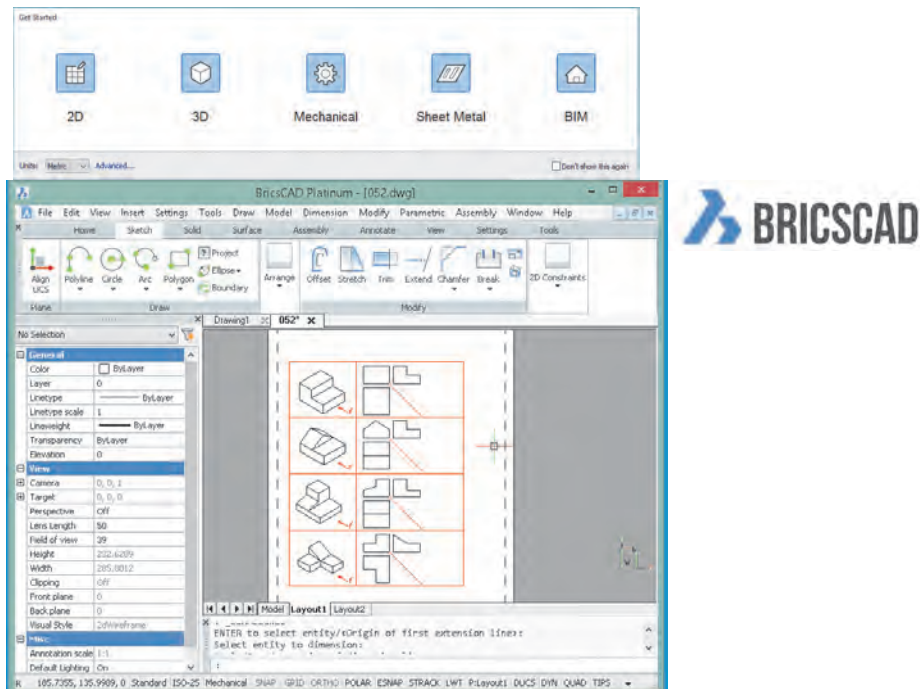 Get Started
2D 3D Mechanical Sheet Metal BIM
Units: Metric Advanced... Don't show this again
BricsCAD Platinum - [052.dwg]
File Edit View Insert Settings Tools Draw Model Dimension Modify Parametric Assembly Window Help
Home Sketch Solid Surface Assembly Annotate View Settings Tools
Project
Ellipse
Boundary
Align UCS Polyline Circle Arc Polygon Arrange Offset Stretch Trim Extend Chamfer Break 2D Constraints
Plane Draw Modify
Drawing1 052*
No Selection
General
Color ByLayer
Layer 0
Linetype ByLayer
Linetype scale 1
Lineweight ByLayer
Transparency ByLayer
Elevation 0
View
Camera 0, 0, 1
Target 0, 0, 0
Perspective Off
Lens Length 50
Field of view 39
Height 222.6209
Width 285.0012
Clipping Off
Front plane 0
Back plane 0
Visual Style 2dWireframe
Misc
Annotation scale 1:1
Default Lighting On
Model Layout1 Layout2
ENTER to select entity/<Origin of first extension line>:
Select entity to dimension:
:
105.7355, 135.9909, 0 Standard ISO-25 Mechanical SNAP GRID ORTHO POLAR ESNAP STRACK LWT P:Layout1 DUCS DYN QUAD TIPS
BRICSCAD